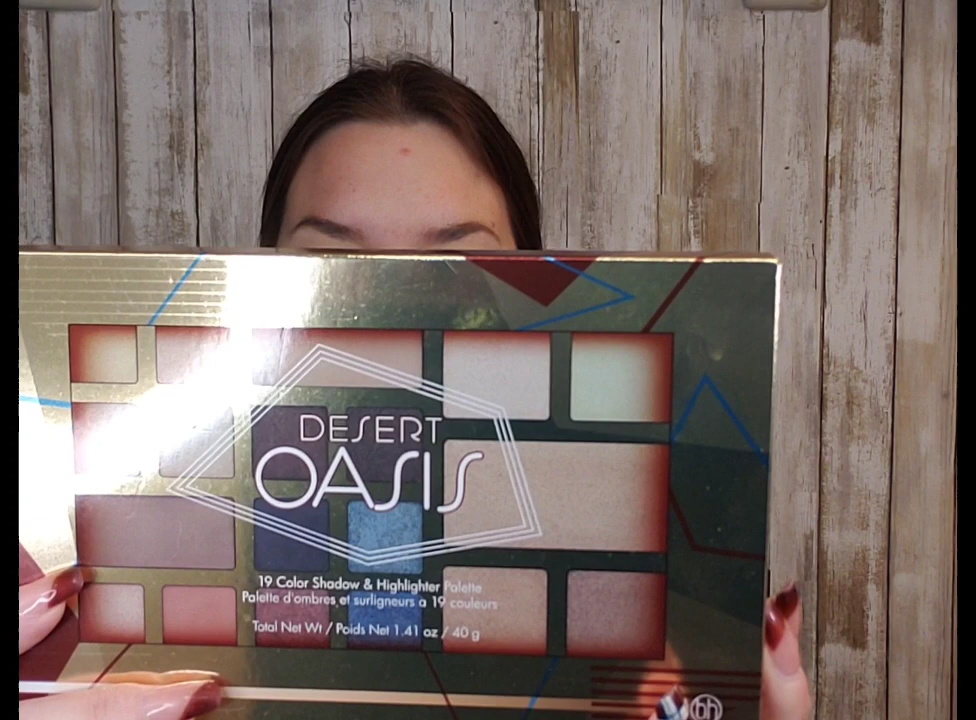 DESERT
OASIS
19 Color Shadow & Highlighter Palette
Palette d'ombres et surligneurs a 19 couleurs
Total Net Wt / Poids Net 1.41 oz / 40 g
bh